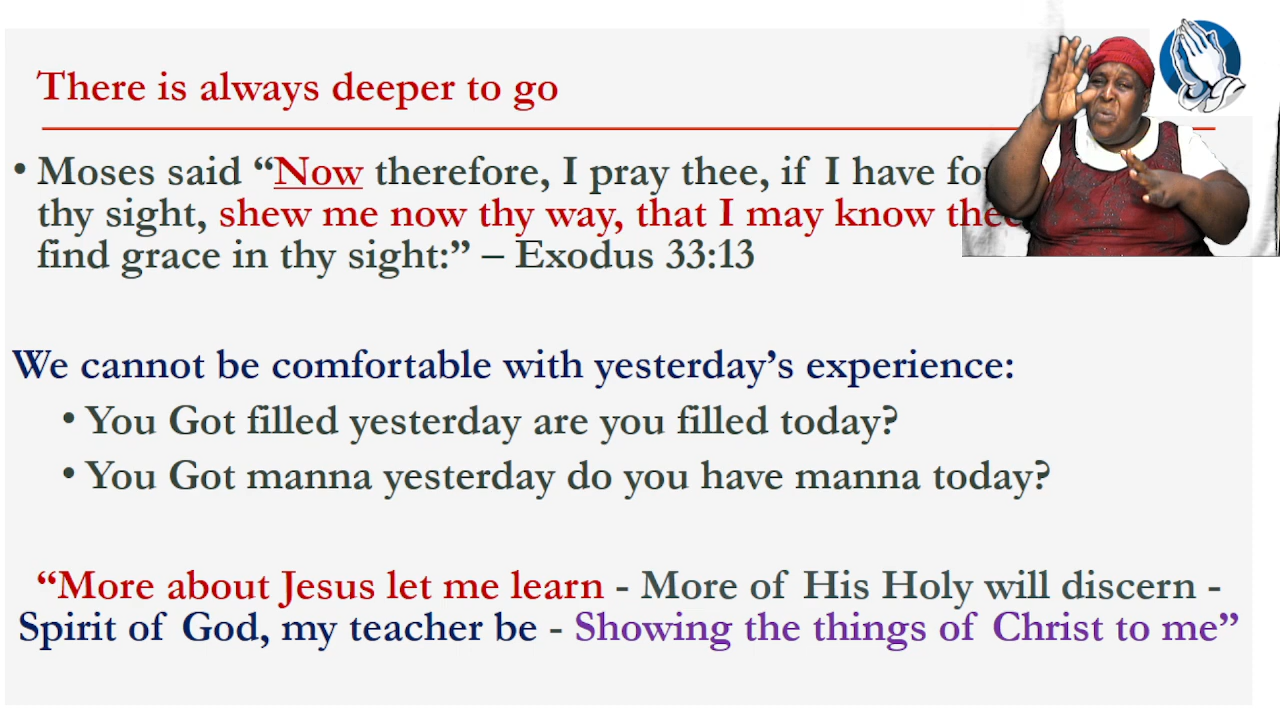 There is always deeper to go
• Moses said “Now therefore, I pray thee, if I have
thy sight, shew me now thy way, that I may know thee
find grace in thy sight:” – Exodus 33:13
We cannot be comfortable with yesterday’s experience:
• You Got filled yesterday are you filled today?
• You Got manna yesterday do you have manna today?
“More about Jesus let me learn - More of His Holy will discern -
Spirit of God, my teacher be - Showing the things of Christ to me”